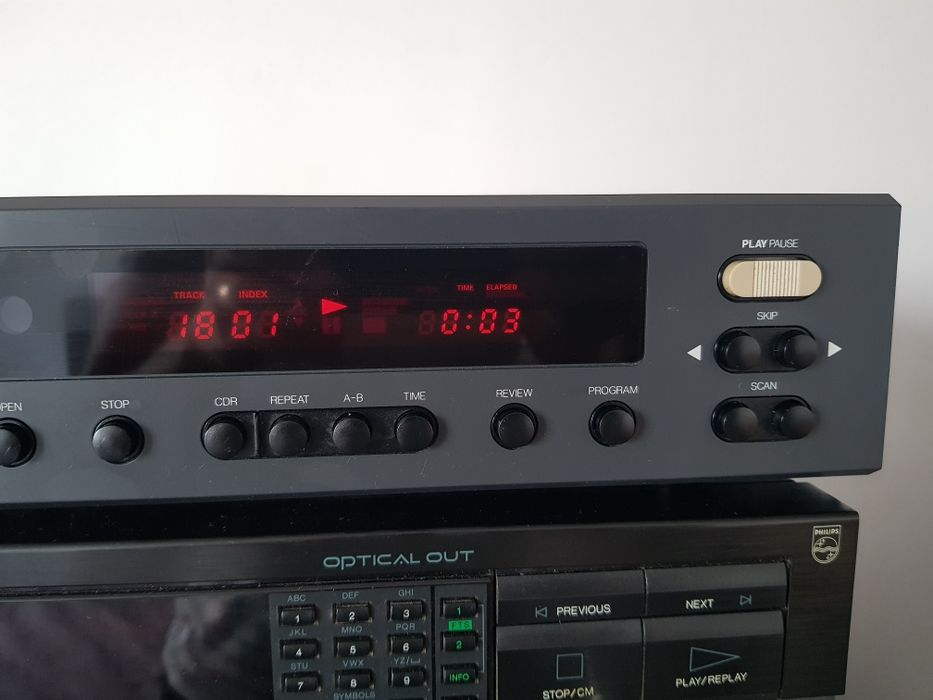 PLAY PAUSE
TRACK INDEX TIME ELAPSED
18 01 0:03
SKIP
SCAN
STOP CDR REPEAT A-B TIME REVIEW PROGRAM
PHILIPS
OPTICAL OUT
ABC DEF GHI
1 2 3 1
JKL MNO PQR FTS
4 5 6 2
STU VWX YZ/
7 8 9 INFO
SYMBOLS
PREVIOUS NEXT
STOP/CM PLAY/REPLAY